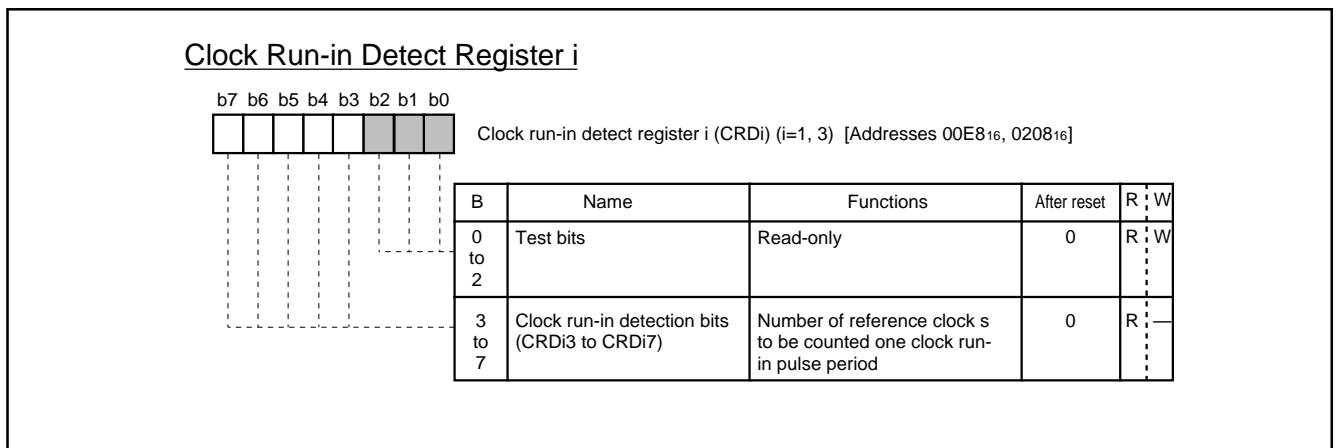 Clock Run-in Detect Register i
b7 b6 b5 b4 b3 b2 b1 b0
Clock run-in detect register i (CRDi) (i=1, 3) [Addresses 00E816, 020816]
B Name Functions After reset R W
0 to 2 Test bits Read-only 0 R W
3 to 7 Clock run-in detection bits (CRDi3 to CRDi7) Number of reference clock s to be counted one clock run-in pulse period 0 R —